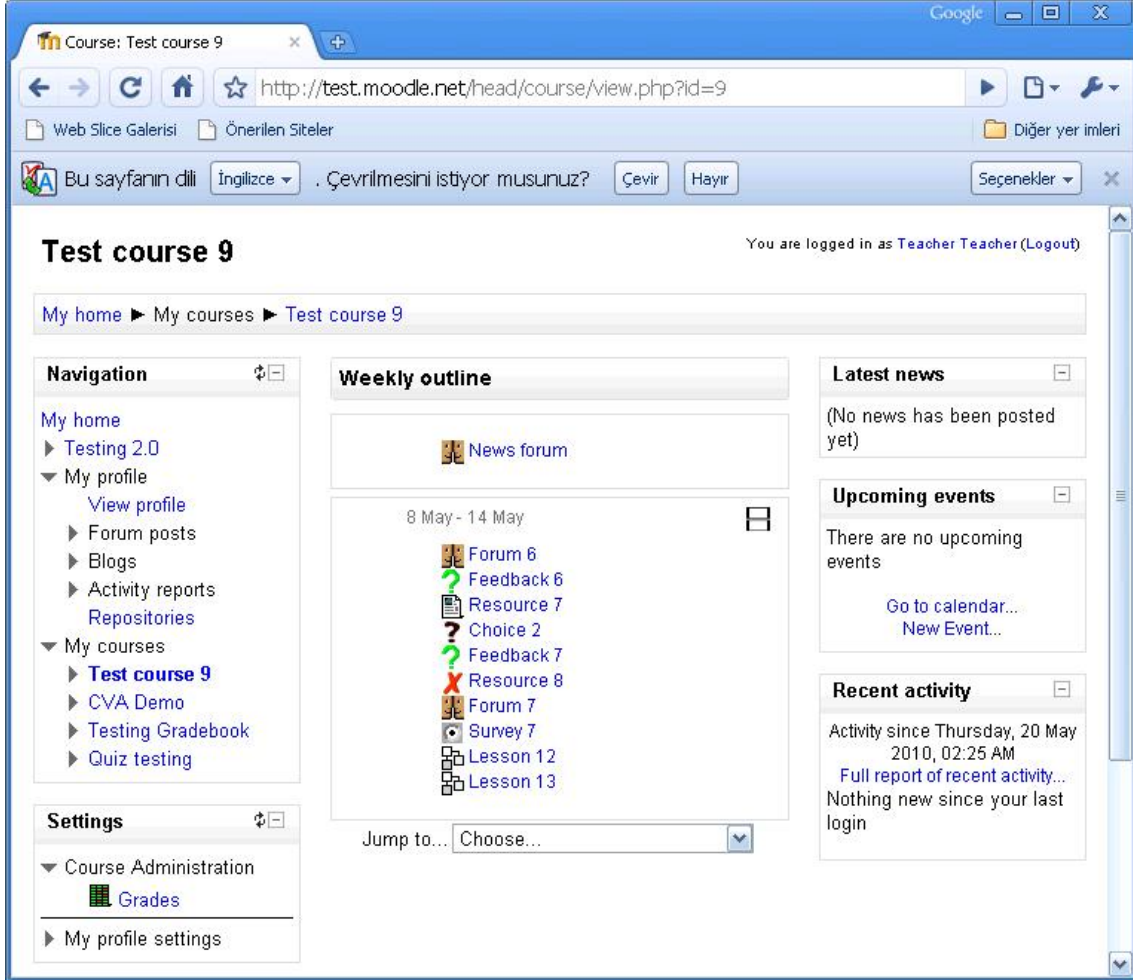 Google
Course: Test course 9
http://test.moodle.net/head/course/view.php?id=9
Web Slice Galerisi
Önerilen Siteler
Diğer yer imleri
Bu sayfanın dili
İngilizce
. Çevrilmesini istiyor musunuz?
Çevir
Hayır
Seçenekler
Test course 9
You are logged in as Teacher Teacher (Logout)
My home ► My courses ► Test course 9
Navigation
My home
Testing 2.0
My profile
View profile
Forum posts
Blogs
Activity reports
Repositories
My courses
Test course 9
CVA Demo
Testing Gradebook
Quiz testing
Settings
Course Administration
Grades
My profile settings
Weekly outline
News forum
8 May - 14 May
Forum 6
Feedback 6
Resource 7
Choice 2
Feedback 7
Resource 8
Forum 7
Survey 7
Lesson 12
Lesson 13
Jump to... Choose...
Latest news
(No news has been posted
yet)
Upcoming events
There are no upcoming
events
Go to calendar...
New Event...
Recent activity
Activity since Thursday, 20 May
2010, 02:25 AM
Full report of recent activity...
Nothing new since your last
login